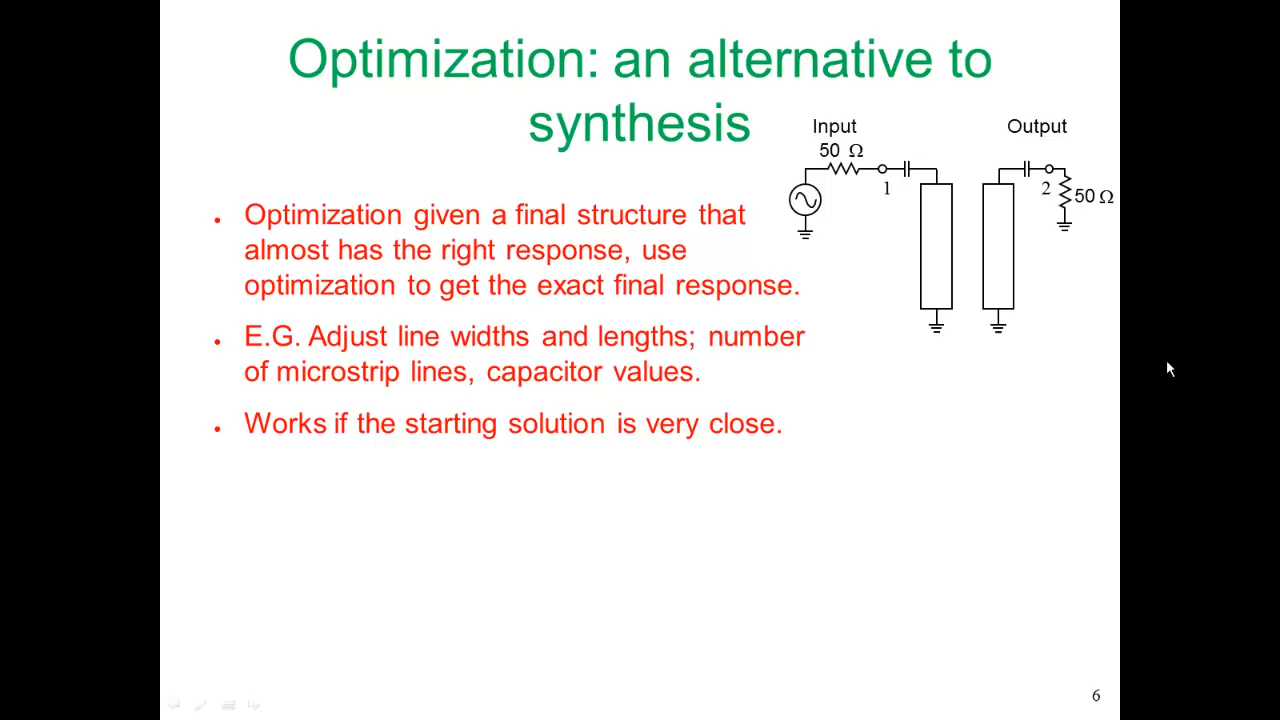 Optimization: an alternative to
synthesis
Input
Output
50 Ω
1
2
50 Ω
● Optimization given a final structure that
almost has the right response, use
optimization to get the exact final response.
● E.G. Adjust line widths and lengths; number
of microstrip lines, capacitor values.
● Works if the starting solution is very close.
6